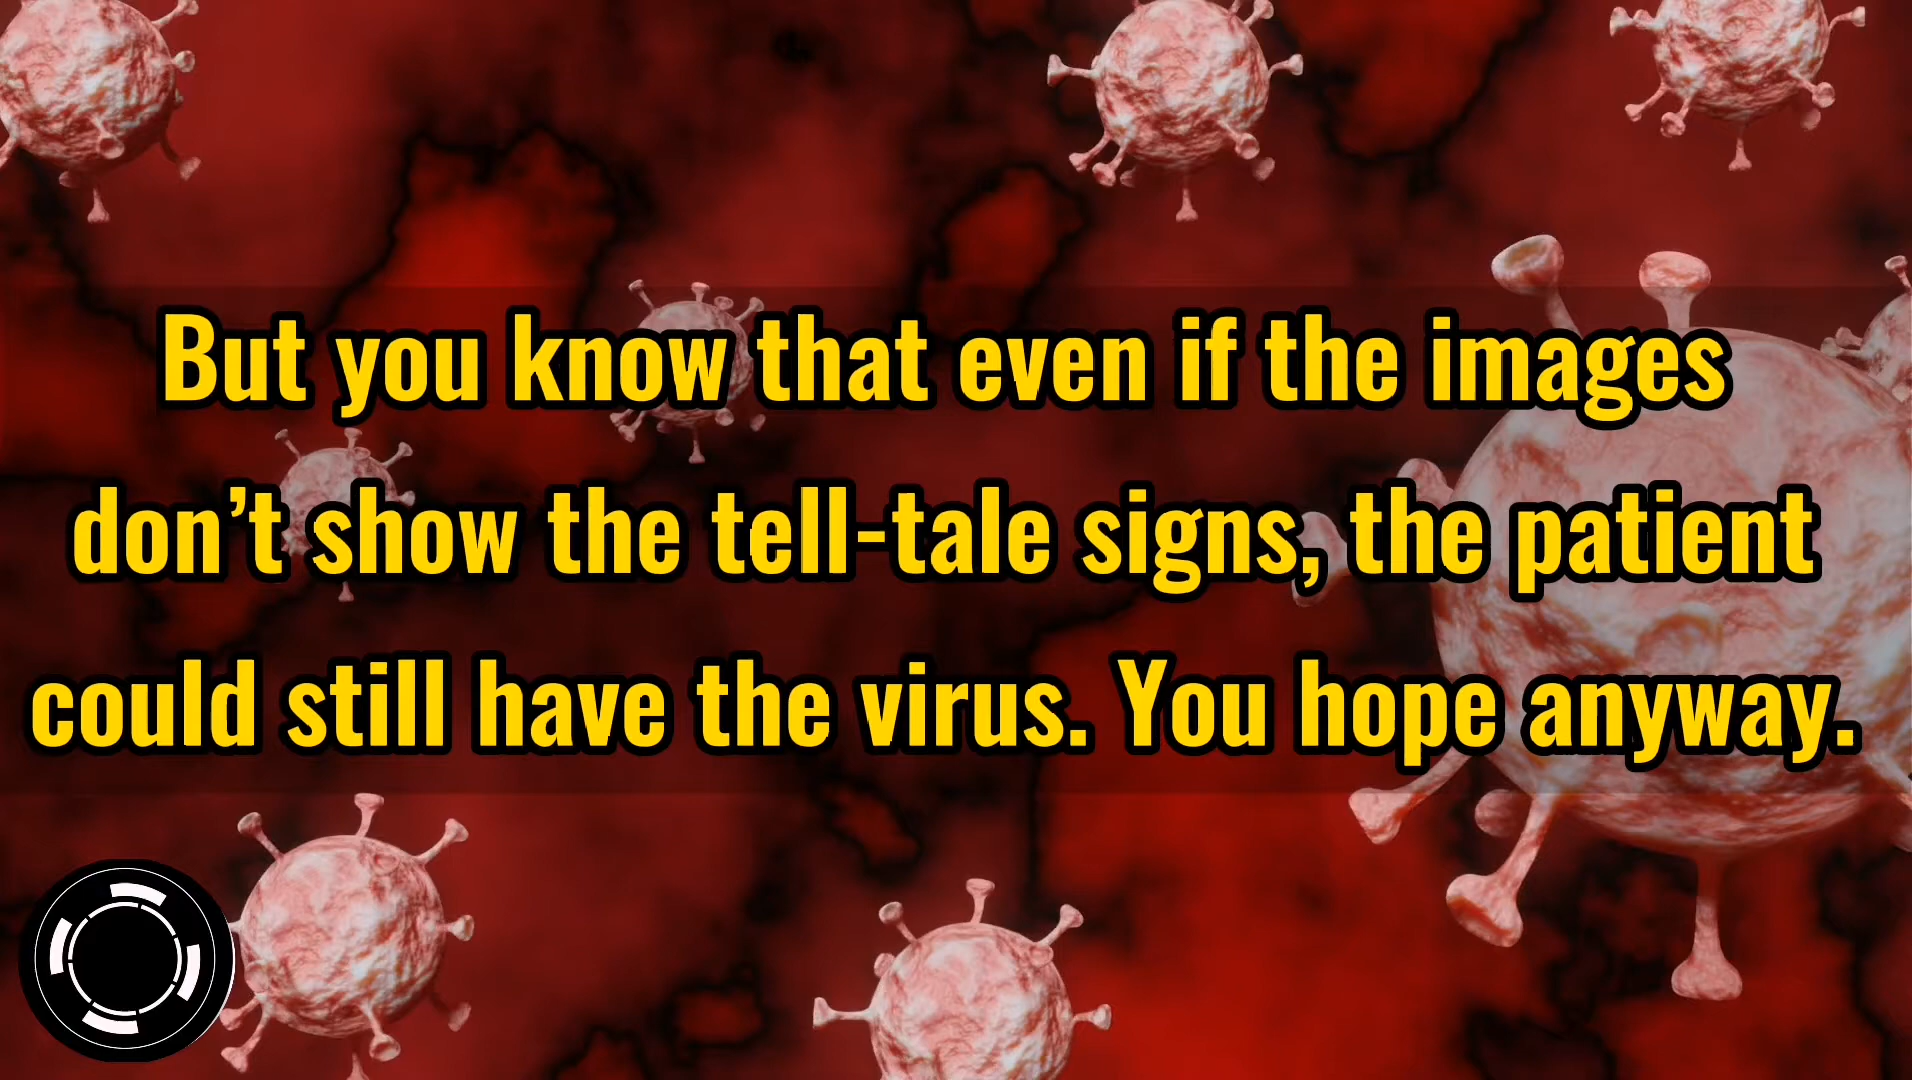 But you know that even if the images
don’t show the tell-tale signs, the patient
could still have the virus. You hope anyway.